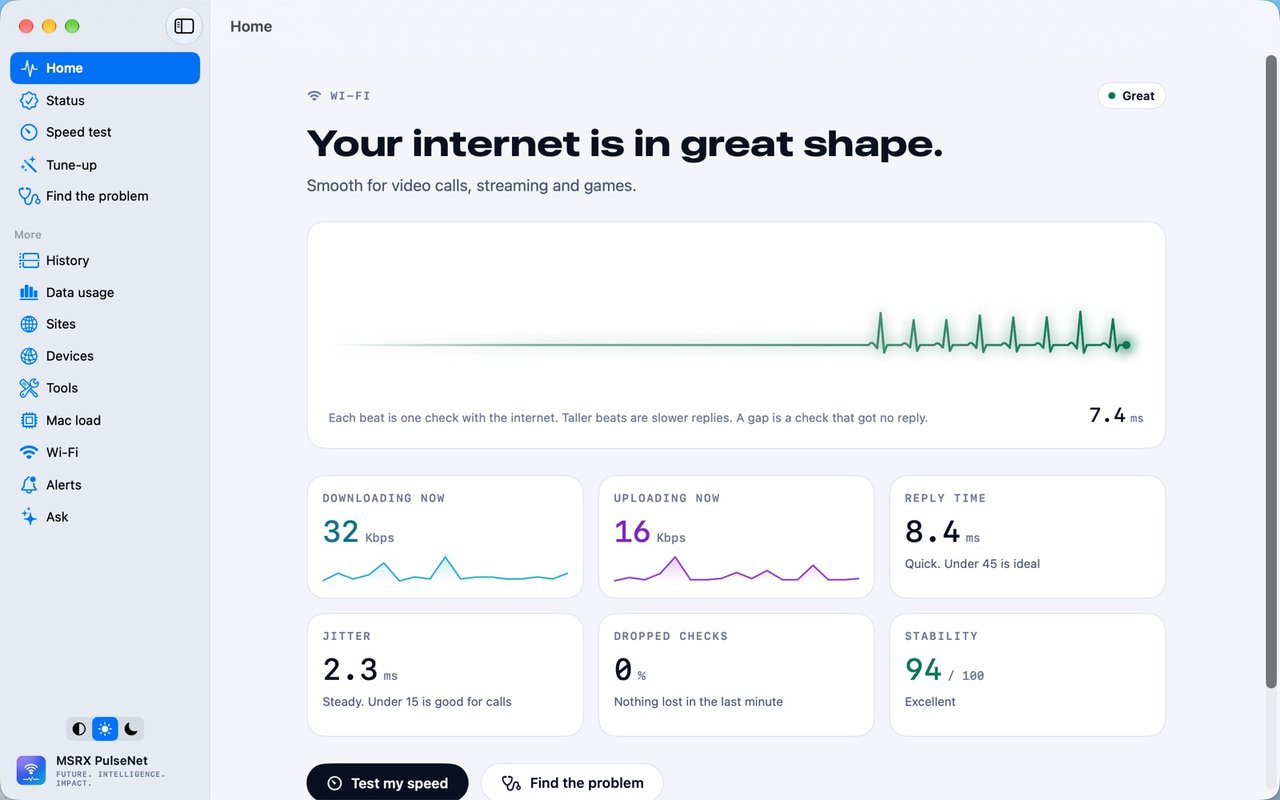 Home
Home
Status
Speed test
Tune-up
Find the problem
More
History
Data usage
Sites
Devices
Tools
Mac load
Wi-Fi
Alerts
Ask
MSRX PulseNet
FUTURE. INTELLIGENCE.
IMPACT.
WI-FI
Great
Your internet is in great shape.
Smooth for video calls, streaming and games.
Each beat is one check with the internet. Taller beats are slower replies. A gap is a check that got no reply.
7.4 ms
DOWNLOADING NOW
32 Kbps
UPLOADING NOW
16 Kbps
REPLY TIME
8.4 ms
Quick. Under 45 is ideal
JITTER
2.3 ms
Steady. Under 15 is good for calls
DROPPED CHECKS
0 %
Nothing lost in the last minute
STABILITY
94 / 100
Excellent
Test my speed
Find the problem